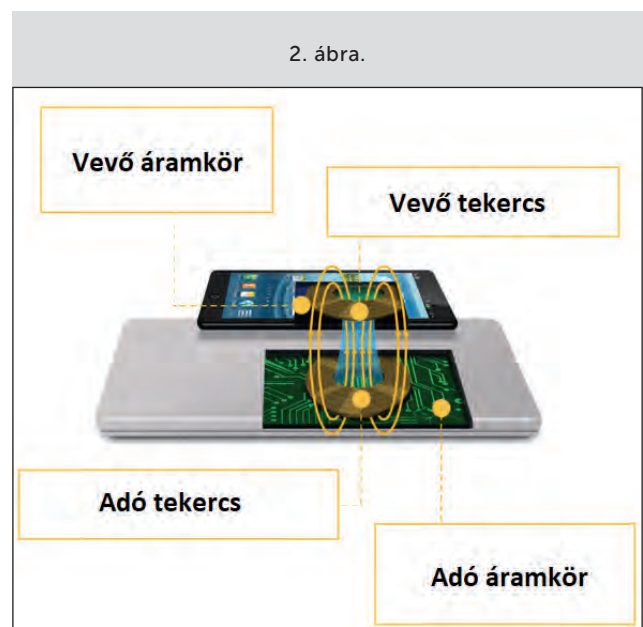 2. ábra.
Vevő áramkör
Vevő tekercs
Adó tekercs
Adó áramkör